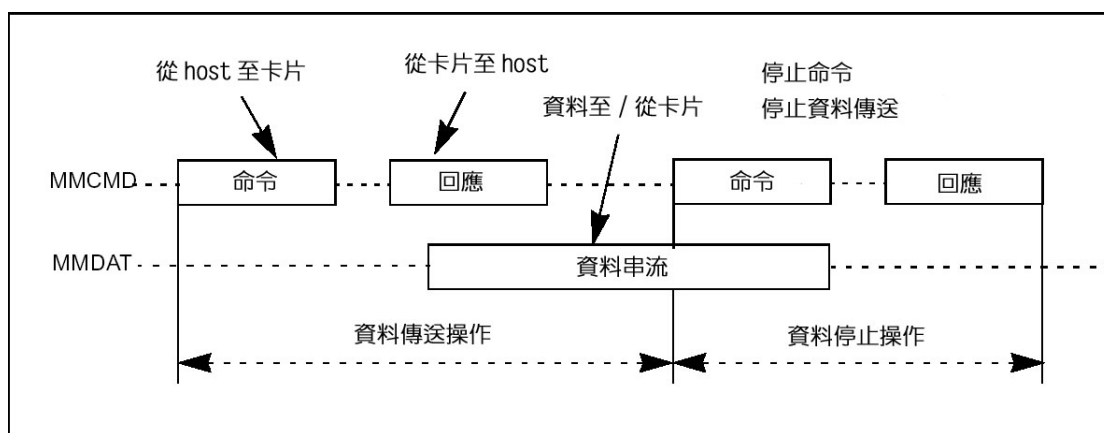 從 host 至卡片
從卡片至 host
停止命令
資料至 / 從卡片
停止資料傳送
MMCMD
命令
回應
命令
回應
MMDAT
資料串流
資料傳送操作
資料停止操作